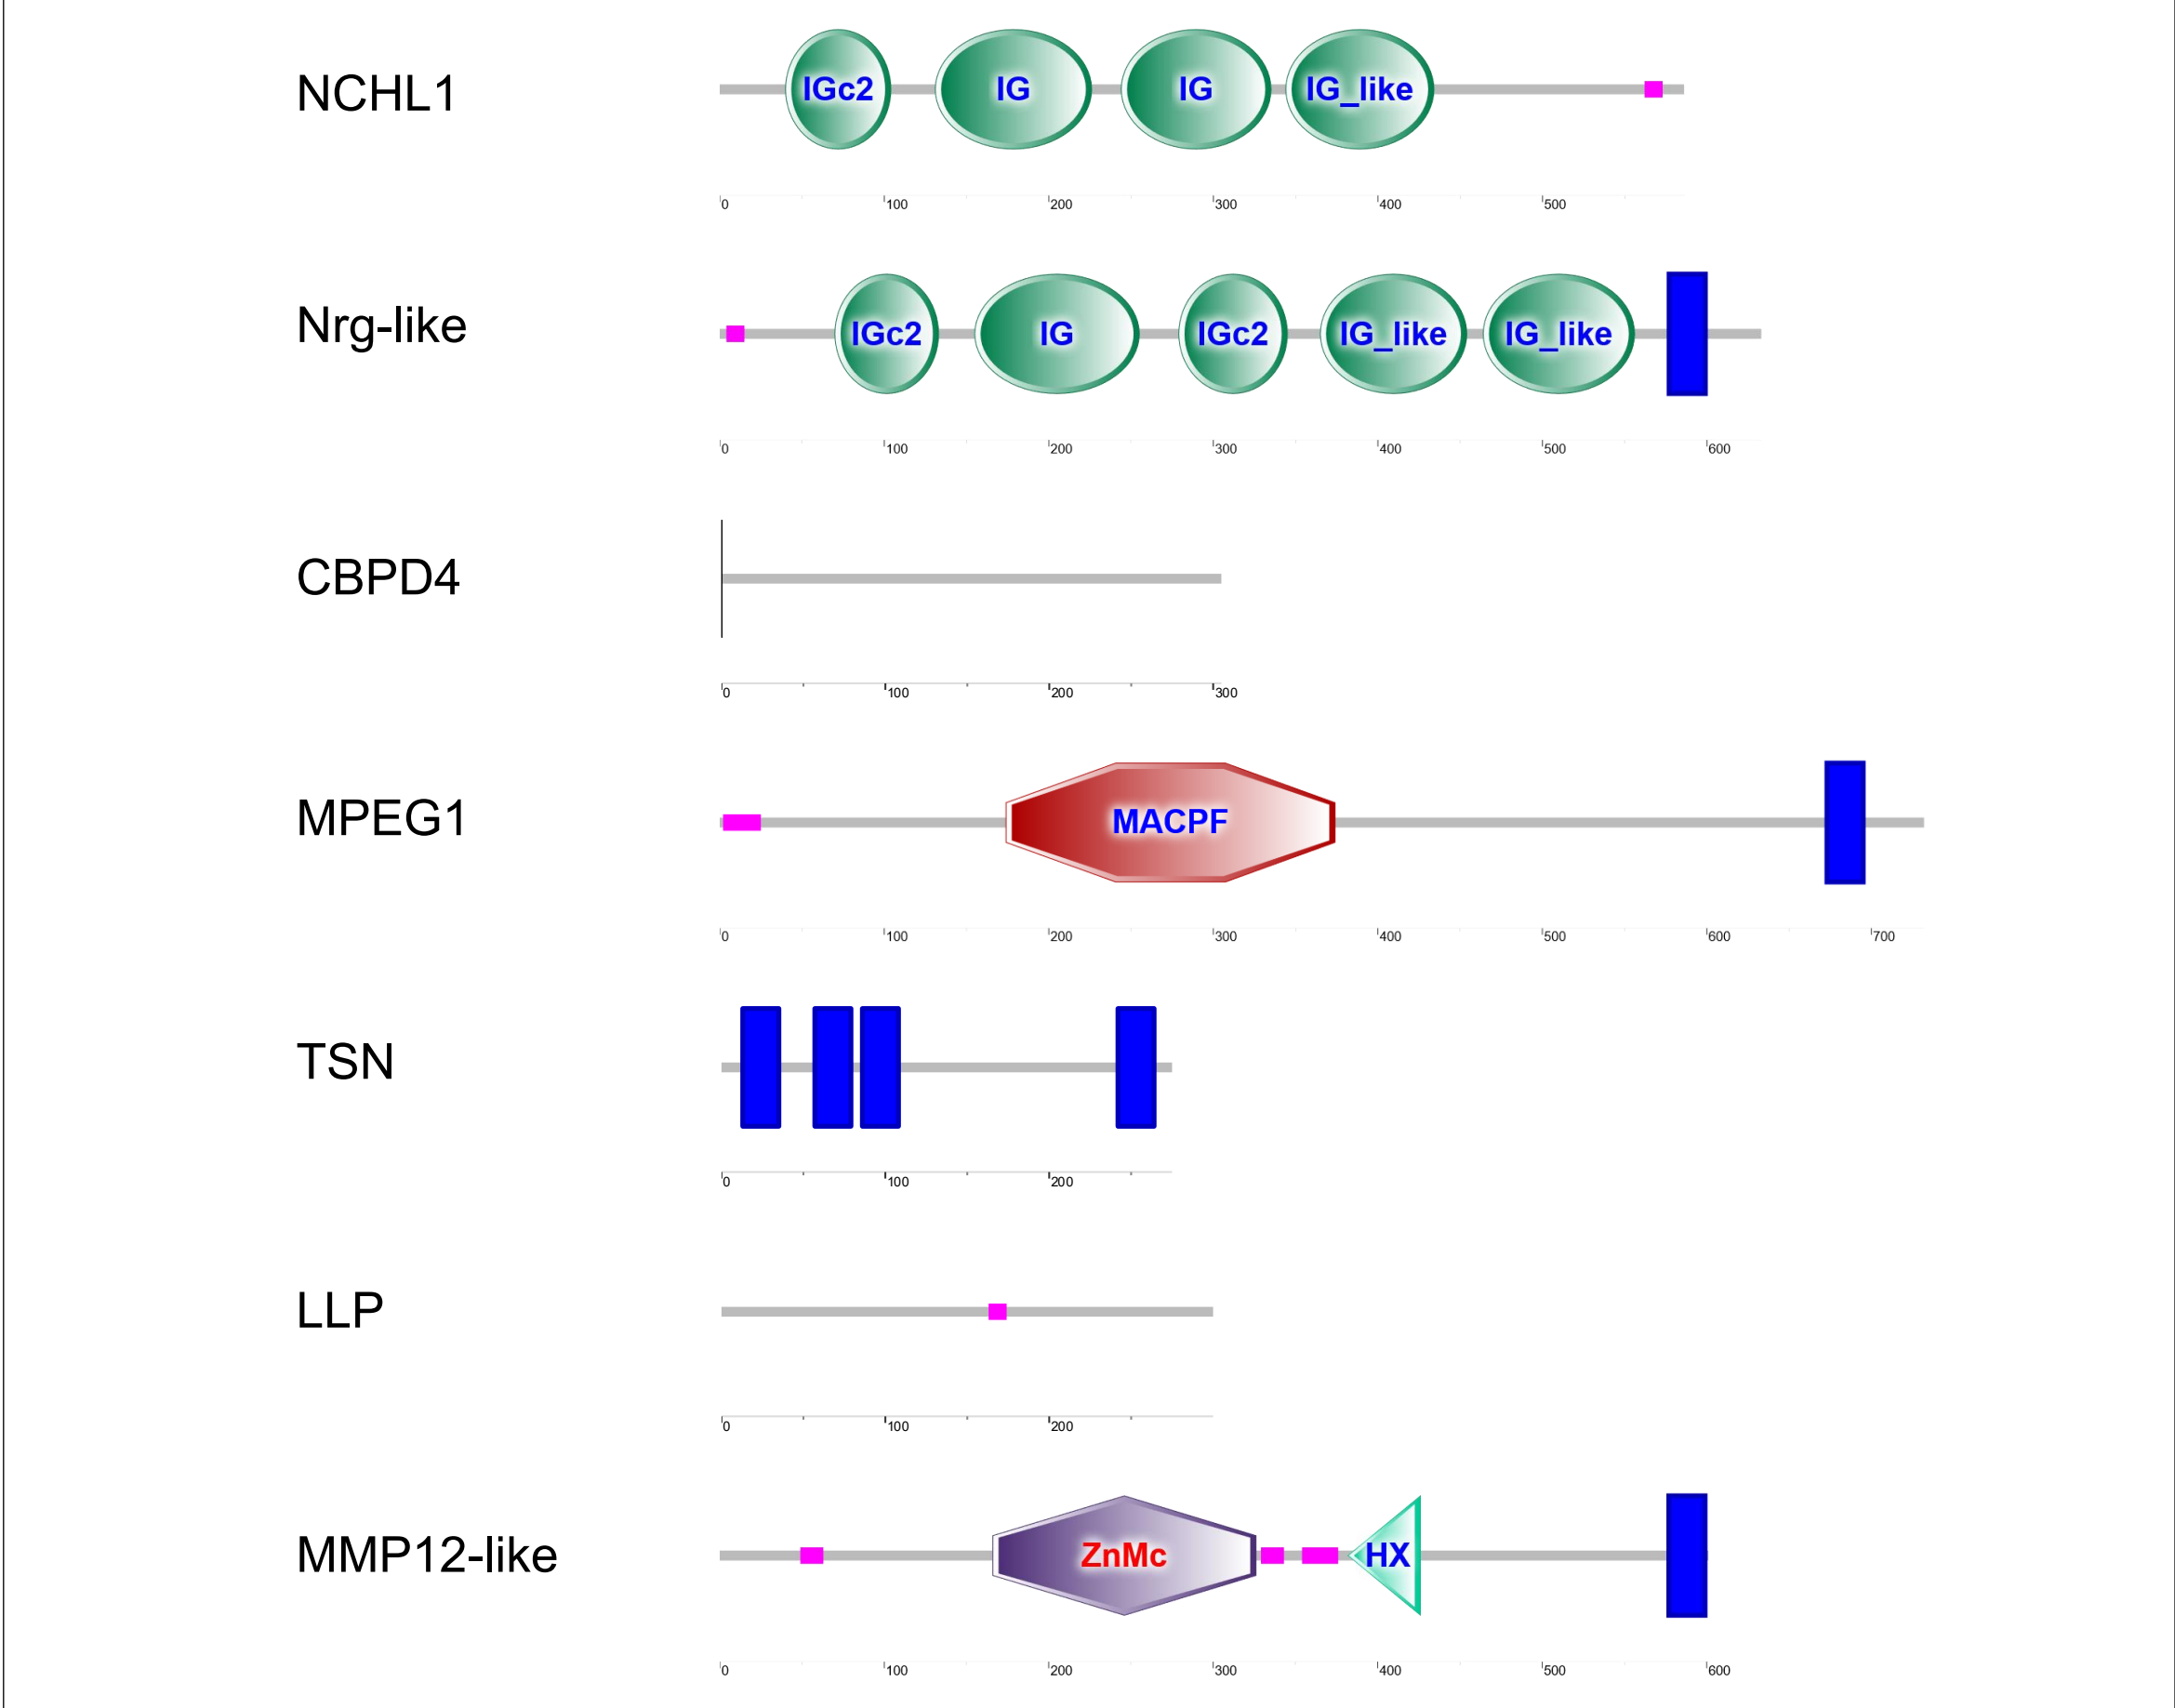 NCHL1 IGc2 IG IG IG_like
0 100 200 300 400 500
Nrg-like IGc2 IG IGc2 IG_like IG_like
0 100 200 300 400 500 600
CBPD4
0 100 200 300
MPEG1 MACPF
0 100 200 300 400 500 600 700
TSN
0 100 200
LLP
0 100 200
MMP12-like ZnMc HX
0 100 200 300 400 500 600